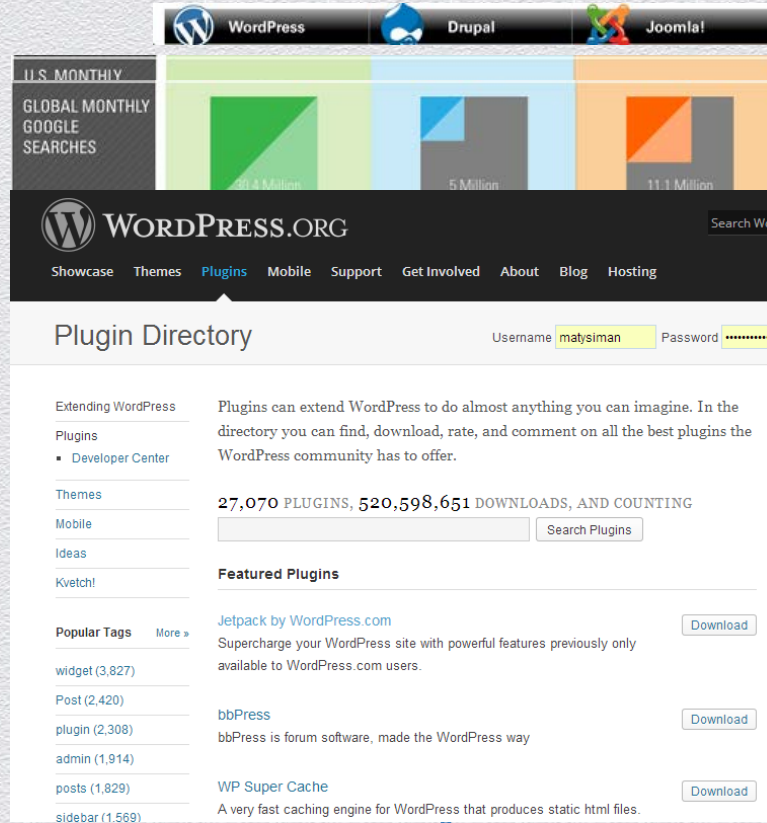 WordPress Drupal Joomla!
U.S. MONTHLY
GLOBAL MONTHLY
GOOGLE
SEARCHES
5 Million 11.1 Million
WORDPRESS.ORG
Search
Showcase Themes Plugins Mobile Support Get Involved About Blog Hosting
Plugin Directory
Username matysiman Password
Extending WordPress
Plugins
Developer Center
Themes
Mobile
Ideas
Kvetch!
Popular Tags More »
widget (3,827)
Post (2,420)
plugin (2,308)
admin (1,914)
posts (1,829)
sidebar (1,569)
Plugins can extend WordPress to do almost anything you can imagine. In the
directory you can find, download, rate, and comment on all the best plugins the
WordPress community has to offer.
27,070 PLUGINS, 520,598,651 DOWNLOADS, AND COUNTING
Search Plugins
Featured Plugins
Jetpack by WordPress.com
Download
Supercharge your WordPress site with powerful features previously only
available to WordPress.com users.
bbPress
Download
bbPress is forum software, made the WordPress way
WP Super Cache
Download
A very fast caching engine for WordPress that produces static html files.